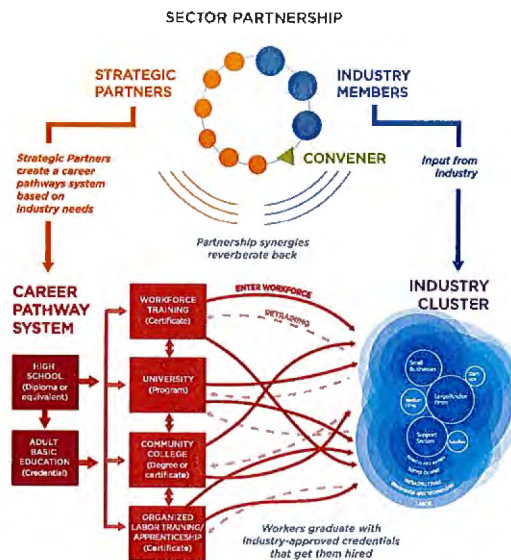 SECTOR PARTNERSHIP
STRATEGIC
PARTNERS
INDUSTRY
MEMBERS
CONVENER
Strategic Partners
create a career
pathways system
based on
industry needs
Input from
Industry
Partnership synergies
reverberate back
CAREER
PATHWAY
SYSTEM
INDUSTRY
CLUSTER
HIGH
SCHOOL
(Diploma or
equivalent)
ADULT
BASIC
EDUCATION
(Credential)
WORKFORCE
TRAINING
(Certificate)
UNIVERSITY
(Program)
COMMUNITY
COLLEGE
(Degree or
certificate)
ORGANIZED
LABOR TRAINING/
APPRENTICESHIP
(Certificate)
ENTER WORKFORCE
RETRAINING
Small
Businesses
Large/Anchor
Firms
Support
Sectors
INFRASTRUCTURE
LABOR
Workers graduate with
industry-approved credentials
that get them hired